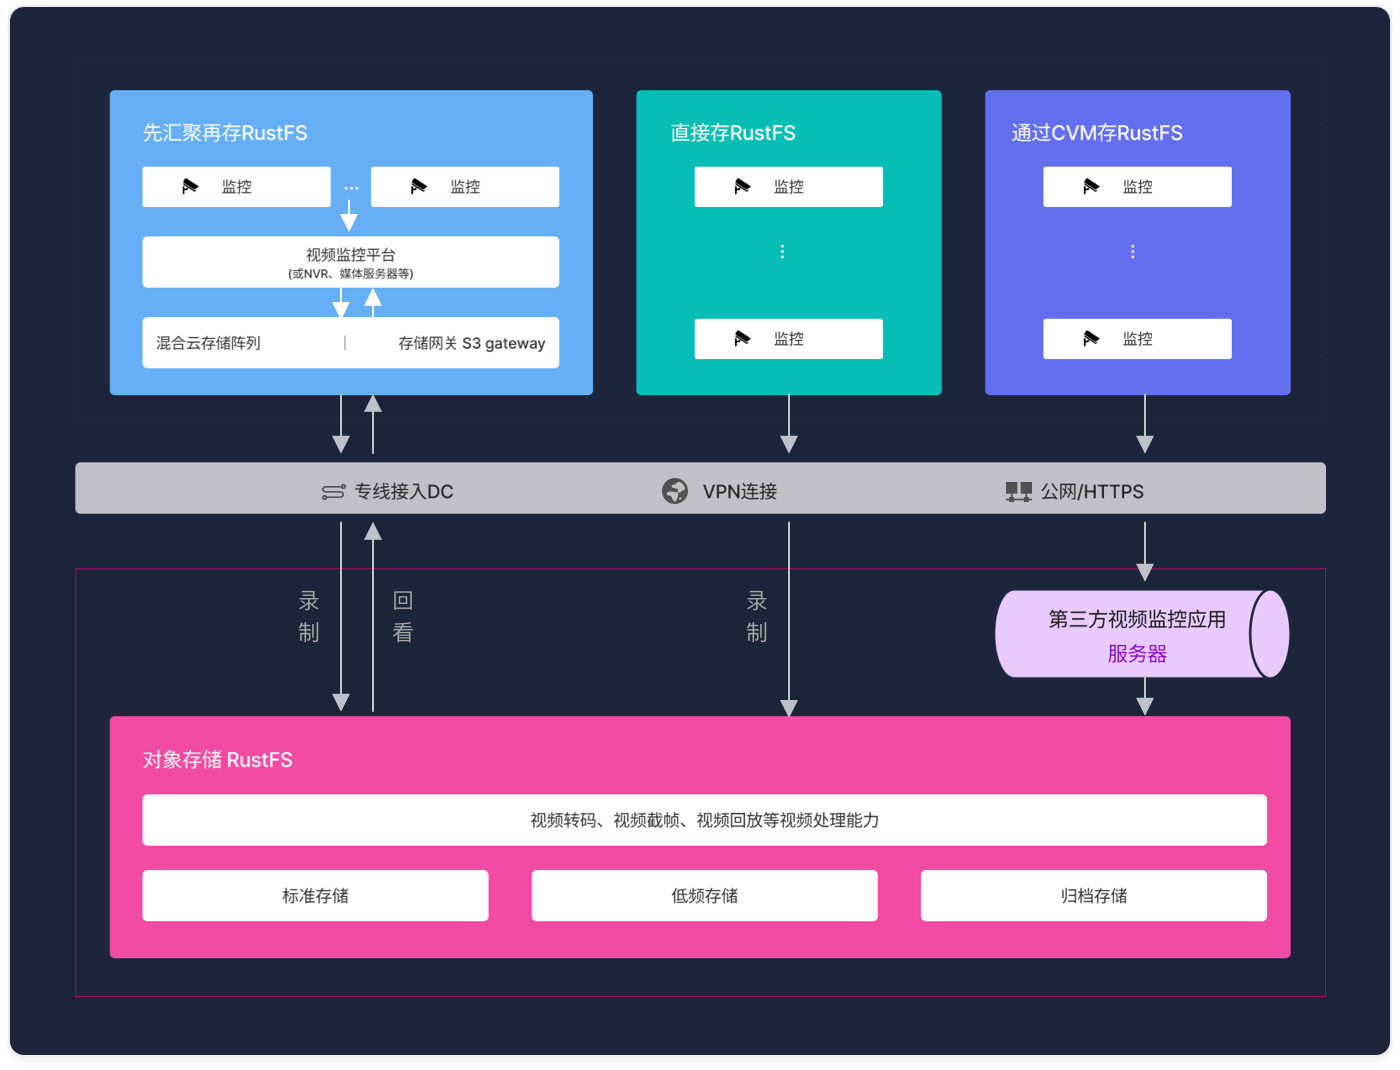 先汇聚再存RustFS
监控
...
监控
视频监控平台
(或NVR、媒体服务器等)
混合云存储阵列 | 存储网关 S3 gateway
直接存RustFS
监控
监控
通过CVM存RustFS
监控
监控
专线接入DC
VPN连接
公网/HTTPS
录制
回看
录制
第三方视频监控应用
服务器
对象存储 RustFS
视频转码、视频截帧、视频回放等视频处理能力
标准存储
低频存储
归档存储